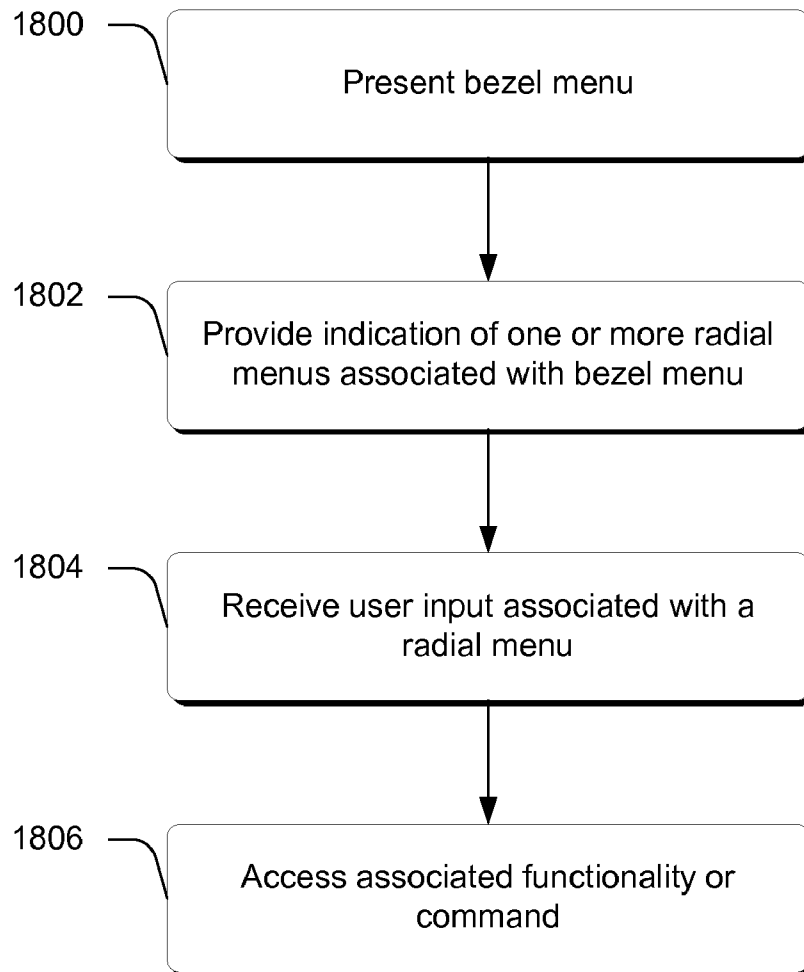 1800
Present bezel menu
1802
Provide indication of one or more radial
menus associated with bezel menu
1804
Receive user input associated with a
radial menu
1806
Access associated functionality or
command